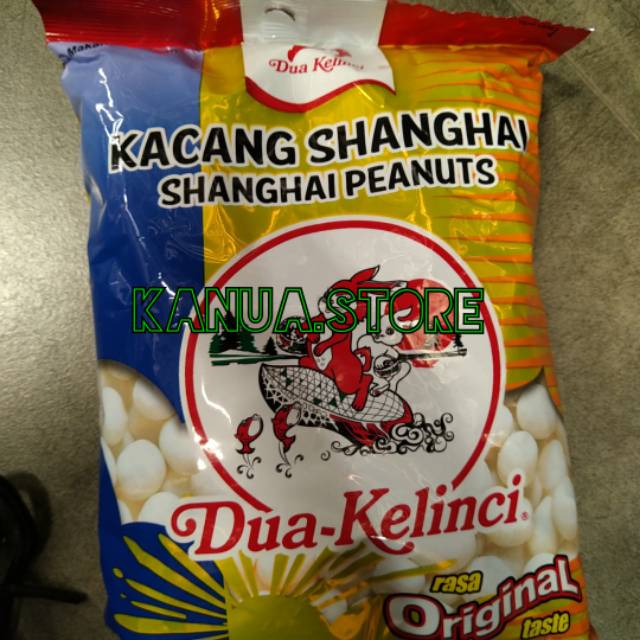 Dua Kelinci
KACANG SHANGHAI
SHANGHAI PEANUTS
KANUA.STORE
Dua-Kelinci®
rasa
Original
taste